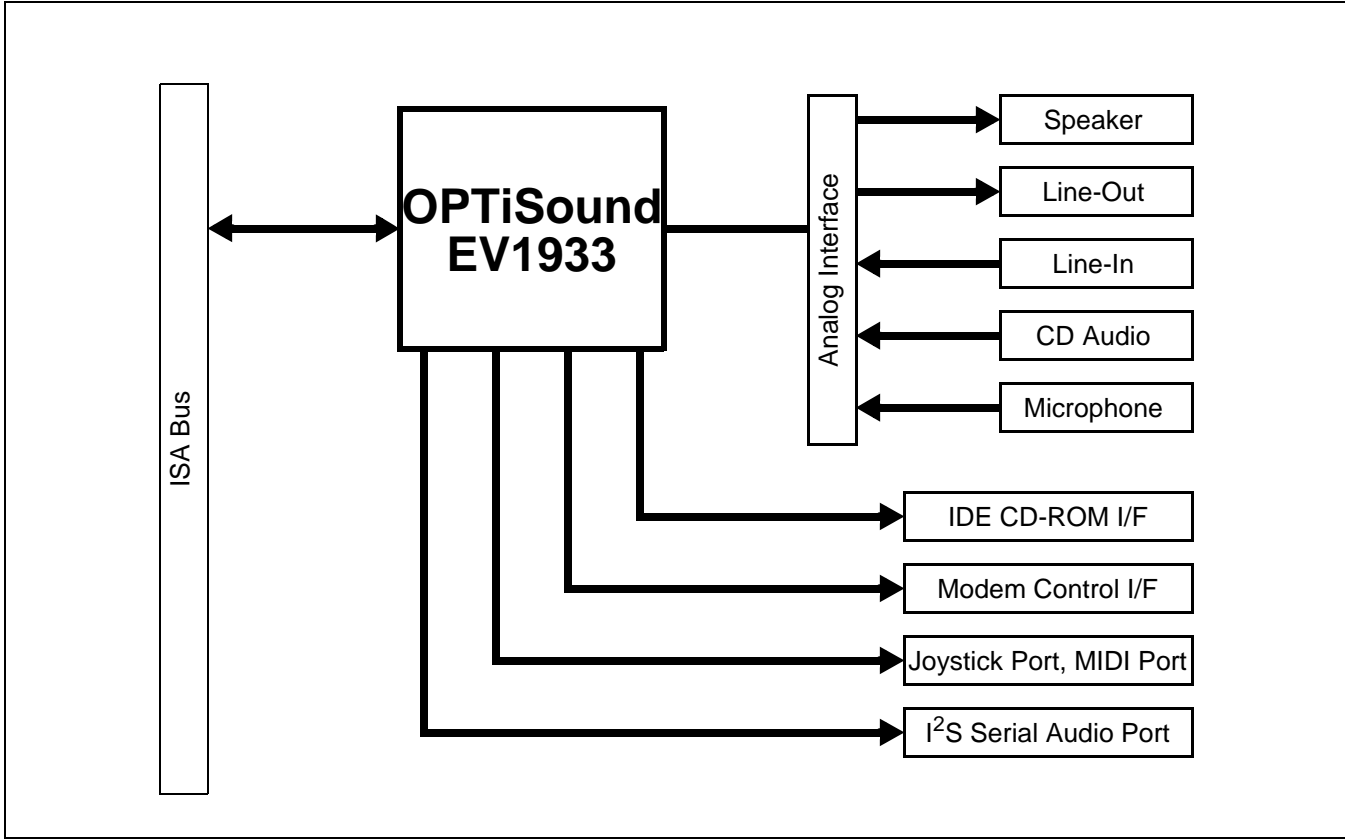 ISA Bus
OPTiSound
EV1933
Analog Interface
Speaker
Line-Out
Line-In
CD Audio
Microphone
IDE CD-ROM I/F
Modem Control I/F
Joystick Port, MIDI Port
I²S Serial Audio Port